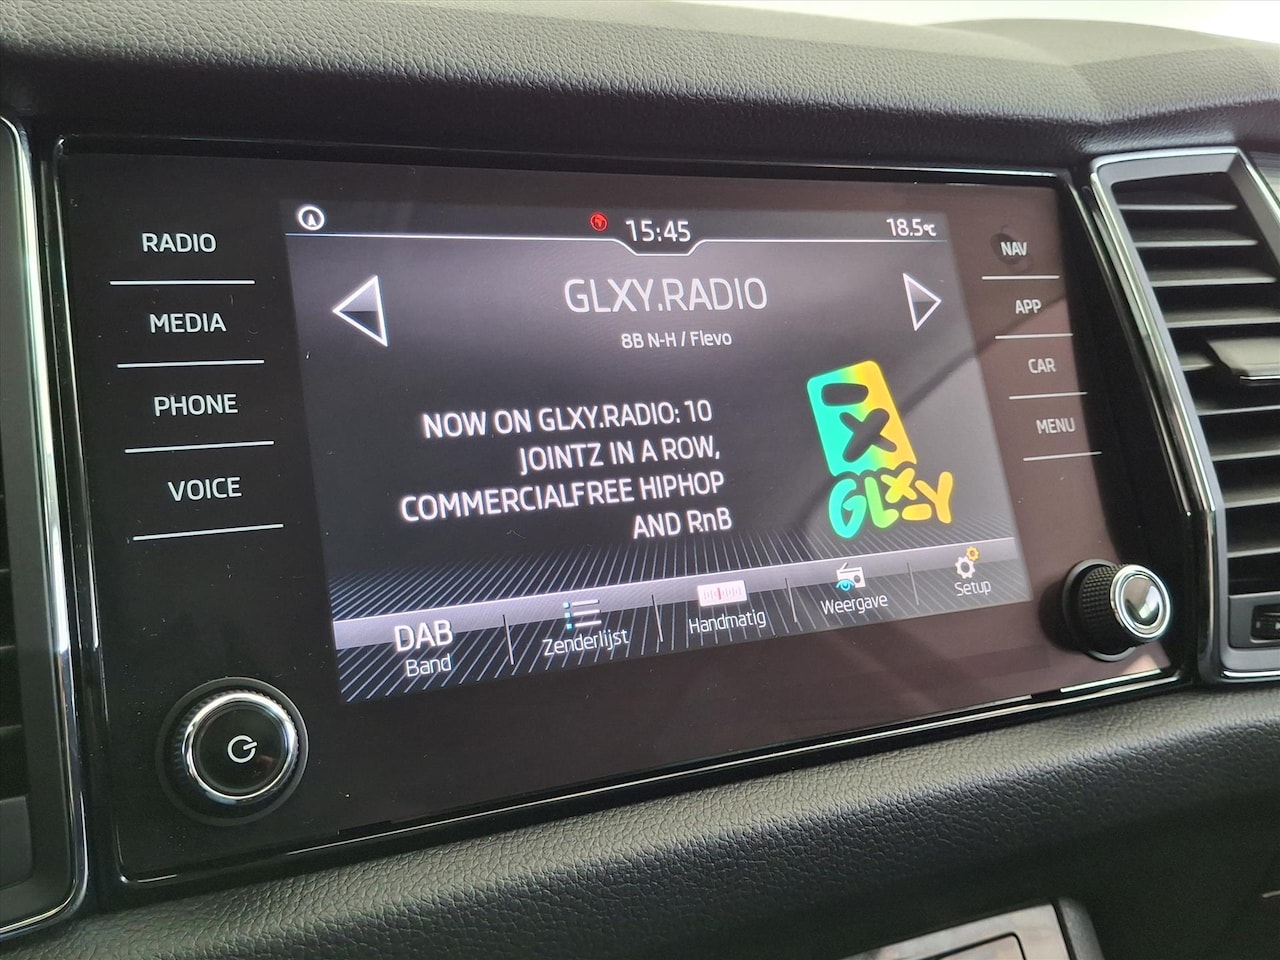 RADIO
MEDIA
PHONE
VOICE
15:45
18.5°C
GLXY.RADIO
8B N-H / Flevo
NOW ON GLXY.RADIO: 10
JOINTZ IN A ROW,
COMMERCIALFREE HIPHOP
AND RnB
GLXY
DAB
Band
Zenderlijst
Handmatig
Weergave
Setup
NAV
APP
CAR
MENU